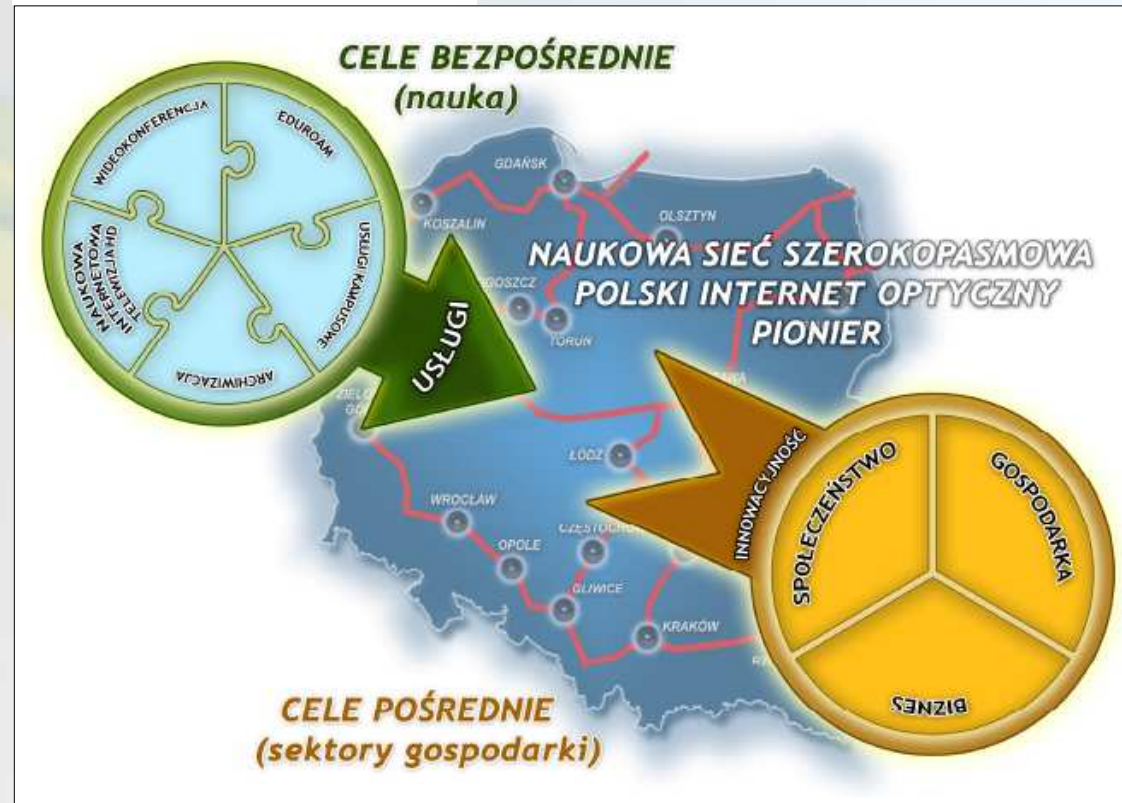 CELE BEZPOŚREDNIE
(nauka)
WIDEOKONFERENCJA
EDUROAM
USŁUGI KAMPUSOWE
ARCHIWIZACJA
NAUKOWA
INTERNETOWA
TELEWIZJA HD
USŁUGI
GDAŃSK
KOSZALIN
OLSZTYN
NAUKOWA SIEĆ SZEROKOPASMOWA
POLSKI INTERNET OPTYCZNY
PIONIER
TORUŃ
ŁÓDZ
WROCŁAW
OPOLE
GLIWICE
KRAKÓW
INNOWACYJNOŚĆ
SPOŁECZEŃSTWO
GOSPODARKA
BIZNES
CELE POŚREDNIE
(sektory gospodarki)